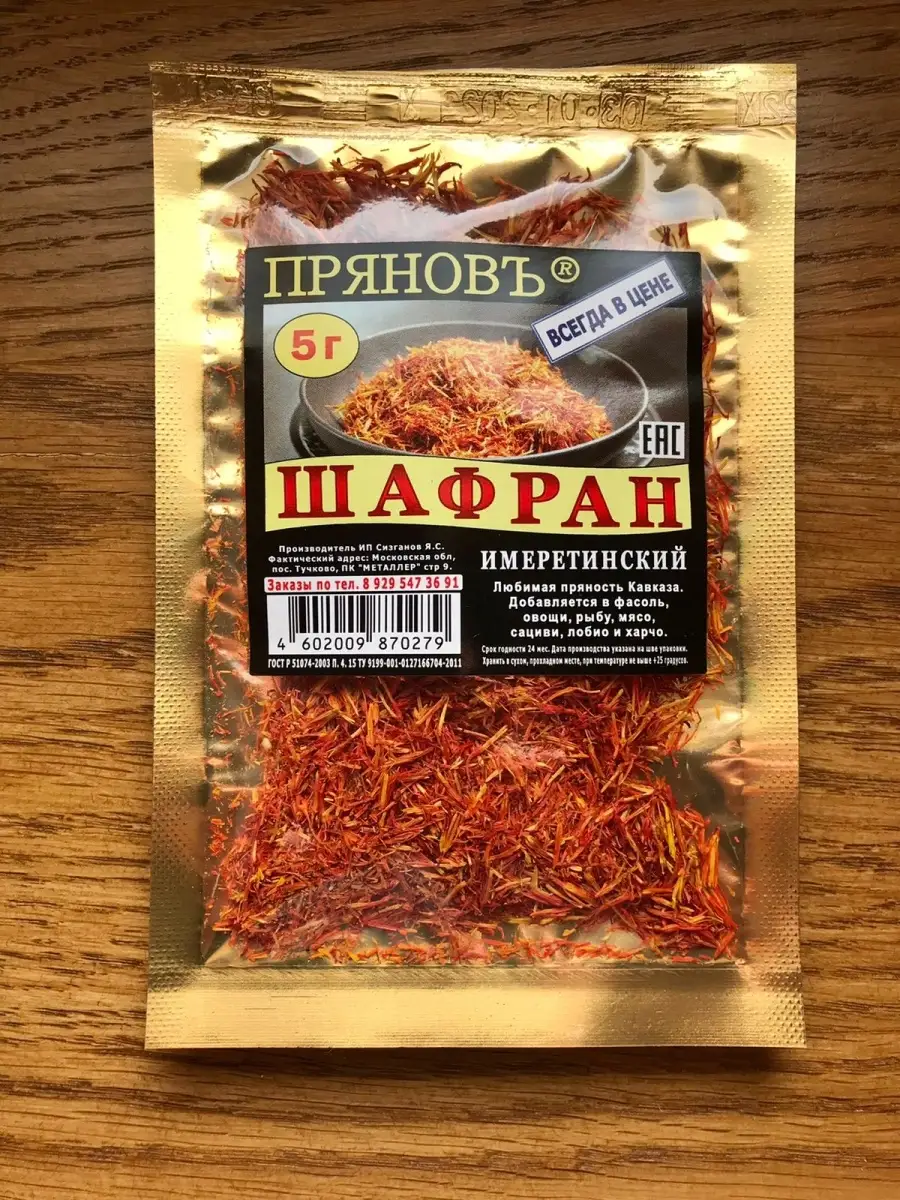 ПРЯНОВЪ®
ВСЕГДА В ЦЕНЕ
5 г
EAC
ШАФРАН
ИМЕРЕТИНСКИЙ
Производитель ИП Сизганов Я.С.
Фактический адрес: Московская обл,
пос. Тучково, ПК "МЕТАЛЛЕР" стр 9.
Заказы по тел. 8 929 547 36 91
4 602009 870279
ГОСТ Р 51074-2003 П. 4. 15 ТУ 9199-001-0127166704-2011
Любимая пряность Кавказа.
Добавляется в фасоль,
овощи, рыбу, мясо,
сациви, лобио и харчо.
Срок годности 24 мес. Дата производства указана на шве упаковки.
Хранить в сухом, прохладном месте, при температуре не выше +25 градусов.